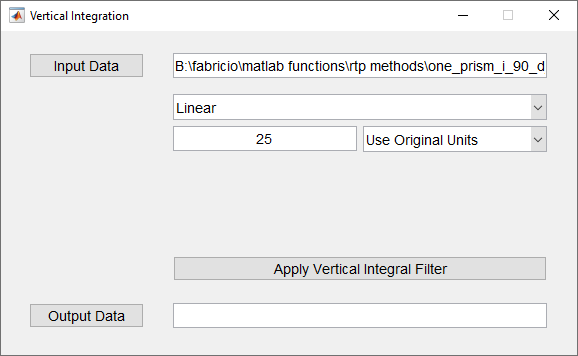 Vertical Integration
Input Data
B:\fabricio\matlab functions\rtp methods\one_prism_i_90_d
Linear
25
Use Original Units
Apply Vertical Integral Filter
Output Data